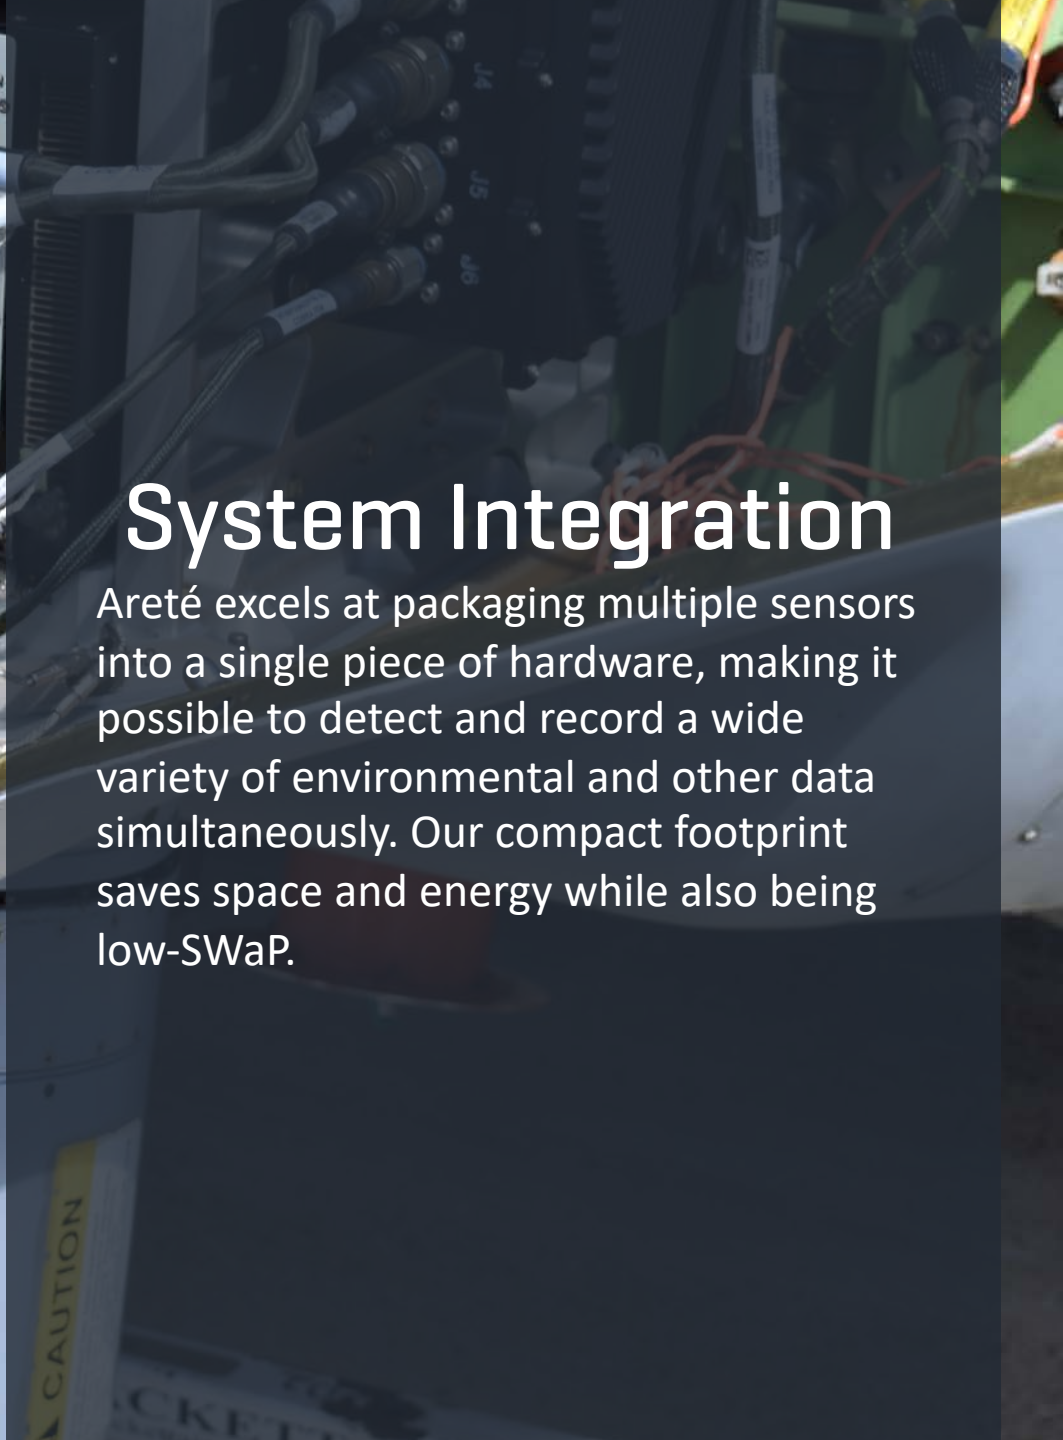 J4
J5
J6
System Integration
Areté excels at packaging multiple sensors
into a single piece of hardware, making it
possible to detect and record a wide
variety of environmental and other data
simultaneously. Our compact footprint
saves space and energy while also being
low-SWaP.
CAUTION